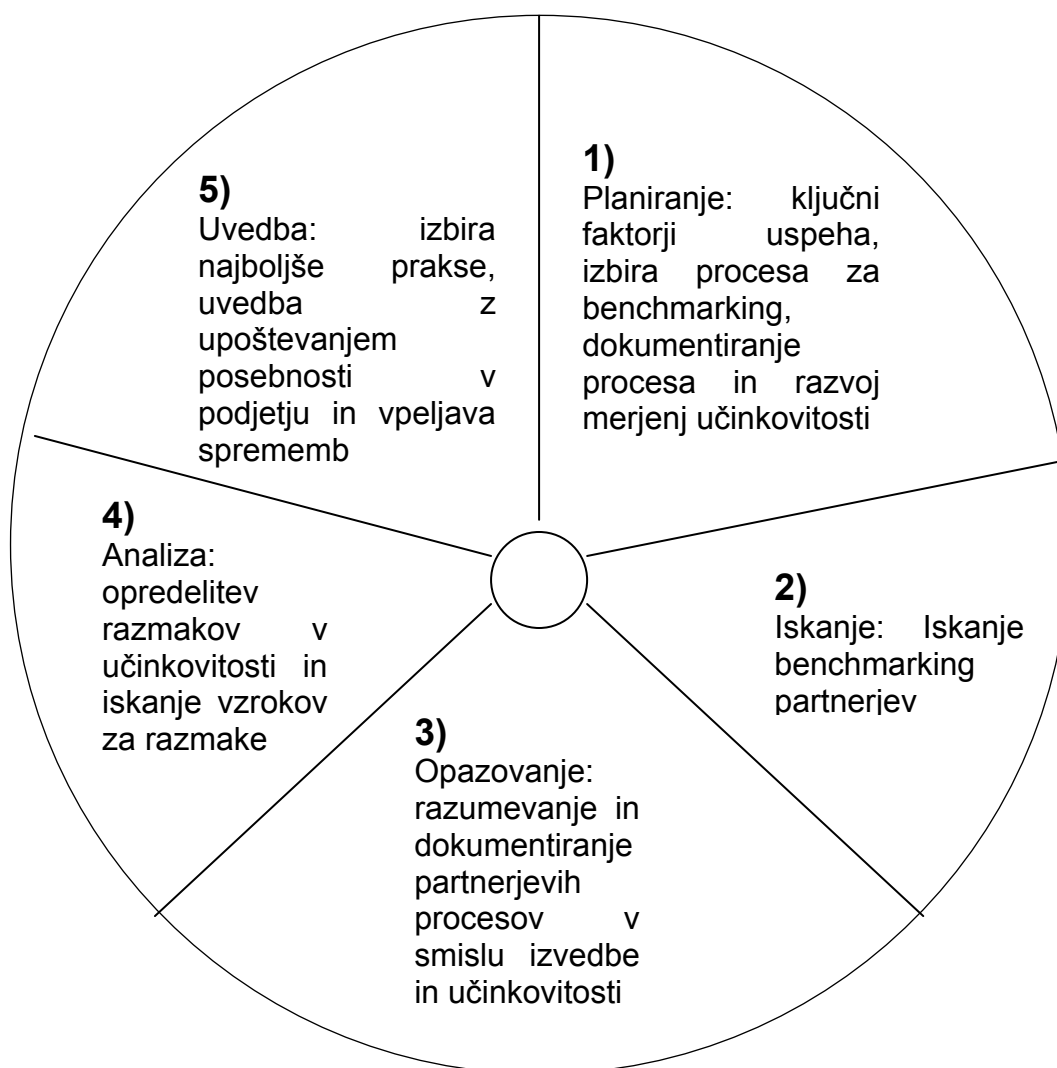 1)
Planiranje: ključni
faktorji uspeha,
izbira procesa za
benchmarking,
dokumentiranje
procesa in razvoj
merjenj učinkovitosti
2)
Iskanje: Iskanje
benchmarking
partnerjev
3)
Opazovanje:
razumevanje in
dokumentiranje
partnerjevih
procesov v
smislu izvedbe
in učinkovitosti
4)
Analiza:
opredelitev
razmakov v
učinkovitosti in
iskanje vzrokov
za razmake
5)
Uvedba: izbira
najboljše prakse,
uvedba z
upoštevanjem
posebnosti v
podjetju in vpeljava
sprememb